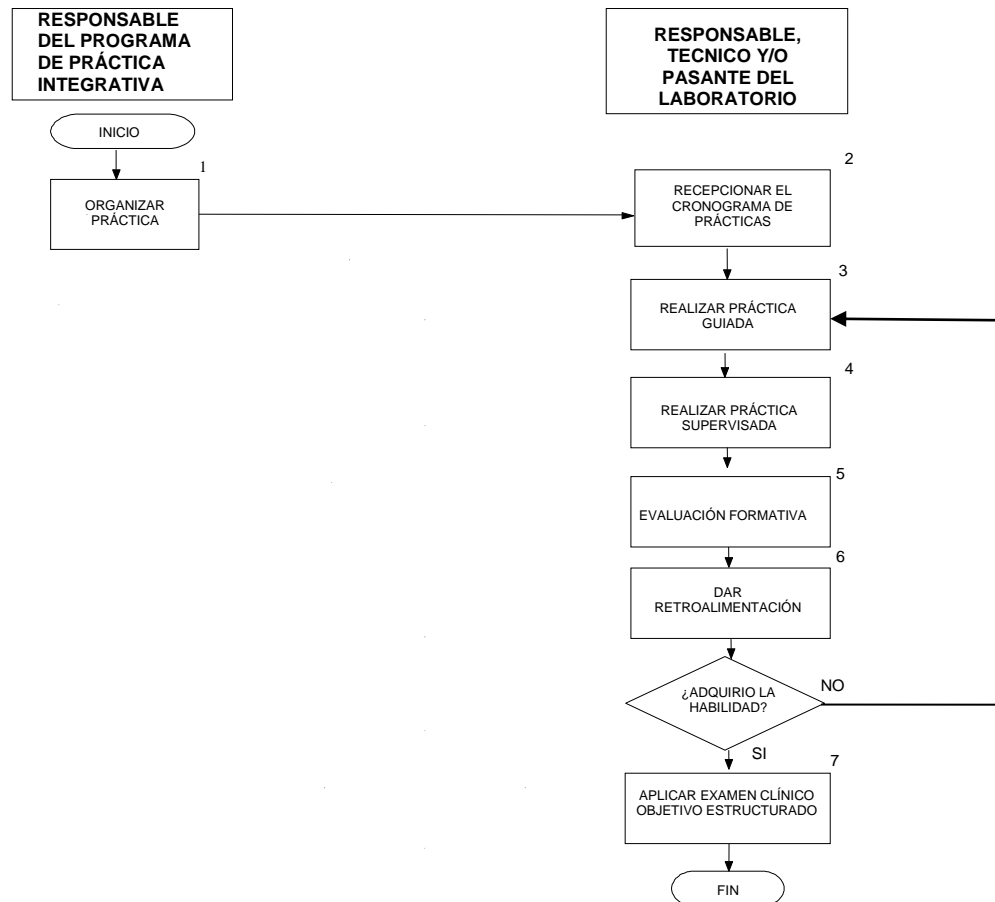 RESPONSABLE
DEL PROGRAMA
DE PRÁCTICA
INTEGRATIVA
RESPONSABLE,
TECNICO Y/O
PASANTE DEL
LABORATORIO
INICIO
1
ORGANIZAR
PRÁCTICA
2
RECEPCIONAR EL
CRONOGRAMA DE
PRÁCTICAS
3
REALIZAR PRÁCTICA
GUIADA
4
REALIZAR PRÁCTICA
SUPERVISADA
5
EVALUACIÓN FORMATIVA
6
DAR
RETROALIMENTACIÓN
¿ADQUIRIO LA
HABILIDAD?
NO
SI
7
APLICAR EXAMEN CLÍNICO
OBJETIVO ESTRUCTURADO
FIN